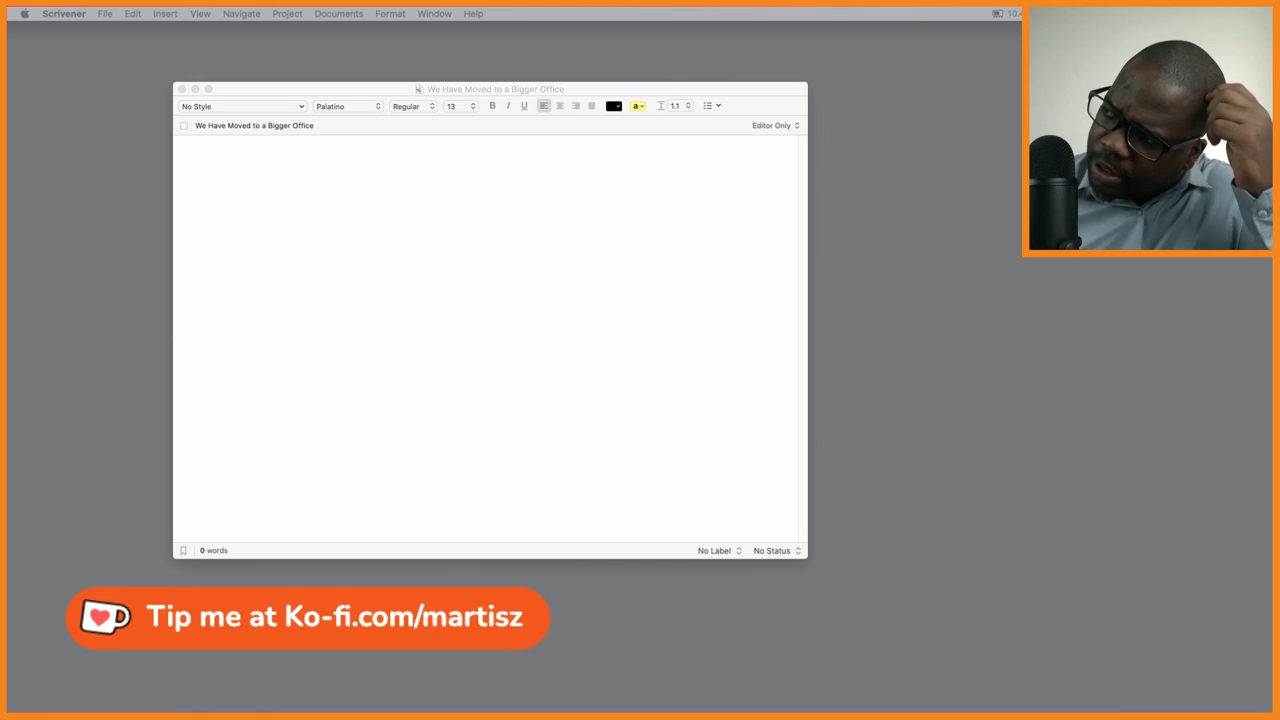 Scrivener File Edit Insert View Navigate Project Documents Format Window Help
We Have Moved to a Bigger Office
No Style Palatino Regular 13 B I U a 1.1
We Have Moved to a Bigger Office Editor Only
0 words No Label No Status
Tip me at Ko-fi.com/martisz